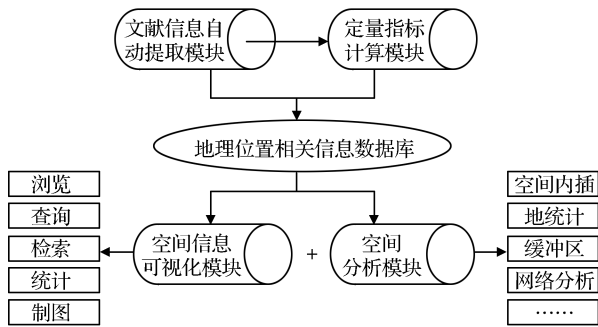 文献信息自
动提取模块
定量指标
计算模块
地理位置相关信息数据库
浏览
查询
检索
统计
制图
空间信息
可视化模块
+
空间
分析模块
空间内插
地统计
缓冲区
网络分析
……